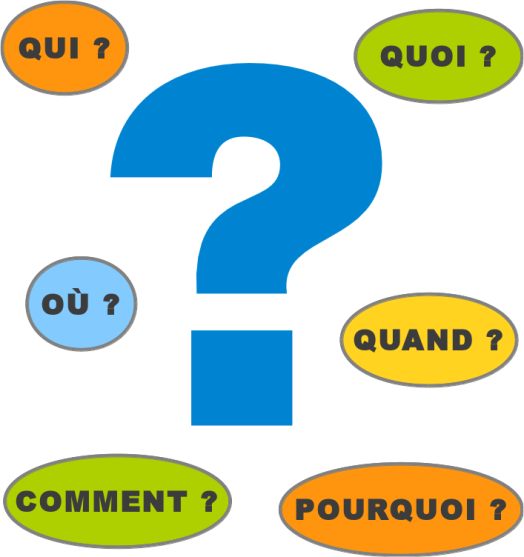 QUI ?
QUOI ?
?
OÙ ?
QUAND ?
COMMENT ?
POURQUOI ?